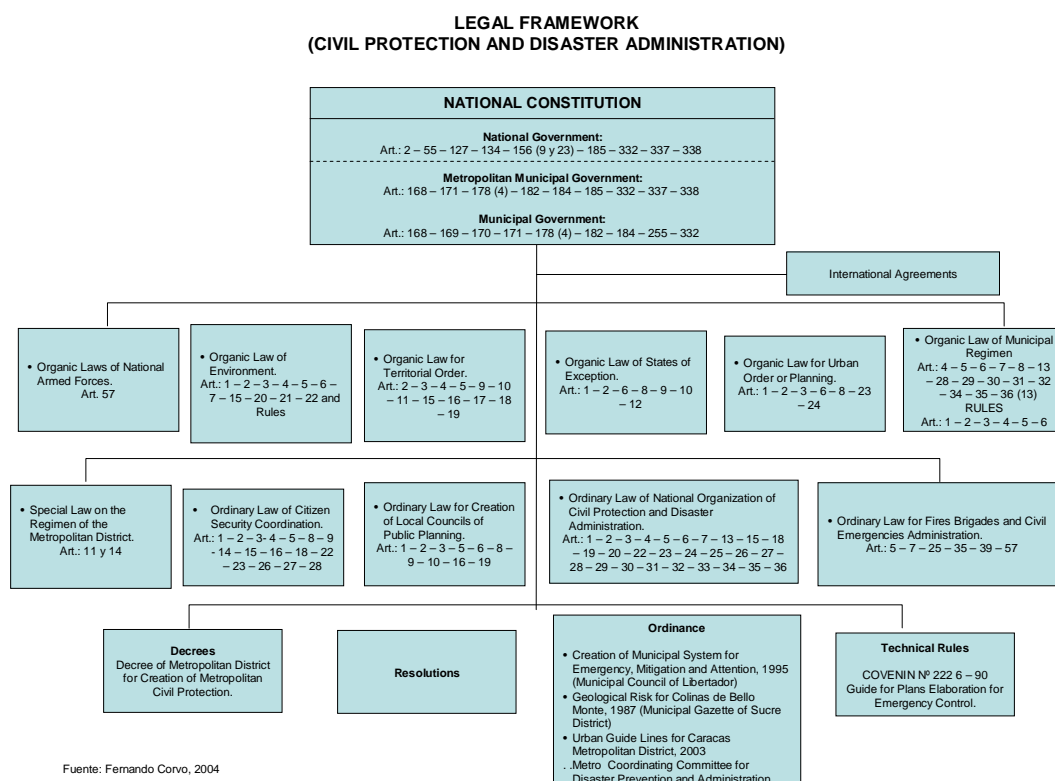 LEGAL FRAMEWORK
(CIVIL PROTECTION AND DISASTER ADMINISTRATION)
NATIONAL CONSTITUTION
National Government:
Art.: 2 – 55 – 127 – 134 – 156 (9 y 23) – 185 – 332 – 337 – 338
Metropolitan Municipal Government:
Art.: 168 – 171 – 178 (4) – 182 – 184 – 185 – 332 – 337 – 338
Municipal Government:
Art.: 168 – 169 – 170 – 171 – 178 (4) – 182 – 184 – 255 – 332
International Agreements
• Organic Laws of National
Armed Forces.
Art. 57
• Organic Law of
Environment.
Art.: 1 – 2 – 3 – 4 – 5 – 6 –
7 – 15 – 20 – 21 – 22 and
Rules
• Organic Law for
Territorial Order.
Art.: 2 – 3 – 4 – 5 – 9 – 10
– 11 – 15 – 16 – 17 – 18
– 19
• Organic Law of States of
Exception.
Art.: 1 – 2 – 6 – 8 – 9 – 10
– 12
• Organic Law for Urban
Order or Planning.
Art.: 1 – 2 – 3 – 6 – 8 – 23
– 24
• Organic Law of Municipal
Regimen
Art.: 4 – 5 – 6 – 7 – 8 – 13
– 28 – 29 – 30 – 31 – 32
– 34 – 35 – 36 (13)
RULES
Art.: 1 – 2 – 3 – 4 – 5 – 6
• Special Law on the
Regimen of the
Metropolitan District.
Art.: 11 y 14
• Ordinary Law of Citizen
Security Coordination.
Art.: 1 – 2 – 3- 4 – 5 – 8 – 9
- 14 – 15 – 16 – 18 – 22
– 23 – 26 – 27 – 28
• Ordinary Law for Creation
of Local Councils of
Public Planning.
Art.: 1 – 2 – 3 – 5 – 6 – 8 –
9 – 10 – 16 – 19
• Ordinary Law of National Organization of
Civil Protection and Disaster
Administration.
Art.: 1 – 2 – 3 – 4 – 5 – 6 – 7 – 13 – 15 – 18
– 19 – 20 – 22 – 23 – 24 – 25 – 26 – 27 –
28 – 29 – 30 – 31 – 32 – 33 – 34 – 35 – 36
• Ordinary Law for Fires Brigades and Civil
Emergencies Administration.
Art.: 5 – 7 – 25 – 35 – 39 – 57
Decrees
Decree of Metropolitan District
for Creation of Metropolitan
Civil Protection.
Resolutions
Ordinance
• Creation of Municipal System for
Emergency, Mitigation and Attention, 1995
(Municipal Council of Libertador)
• Geological Risk for Colinas de Bello
Monte, 1987 (Municipal Gazette of Sucre
District)
• Urban Guide Lines for Caracas
Metropolitan District, 2003
. .Metro Coordinating Committee for
Disaster Prevention and Administration
Technical Rules
COVENIN Nº 222 6 – 90
Guide for Plans Elaboration for
Emergency Control.
Fuente: Fernando Corvo, 2004